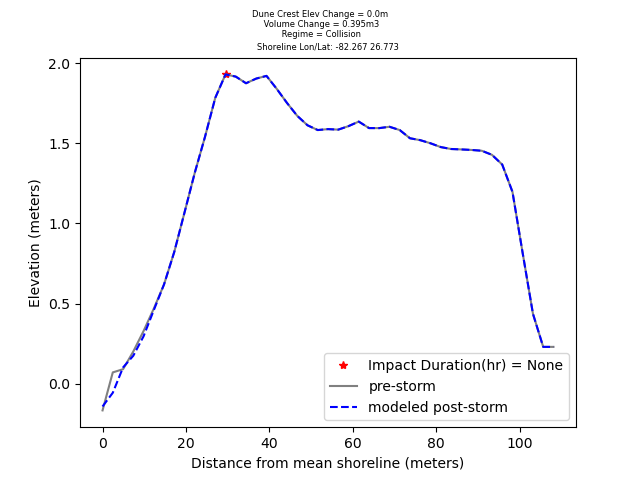 Dune Crest Elev Change = 0.0m
Volume Change = 0.395m3
Regime = Collision
Shoreline Lon/Lat: -82.267 26.773
2.0
1.5
1.0
0.5
0.0
Elevation (meters)
Impact Duration(hr) = None
pre-storm
modeled post-storm
0 20 40 60 80 100
Distance from mean shoreline (meters)